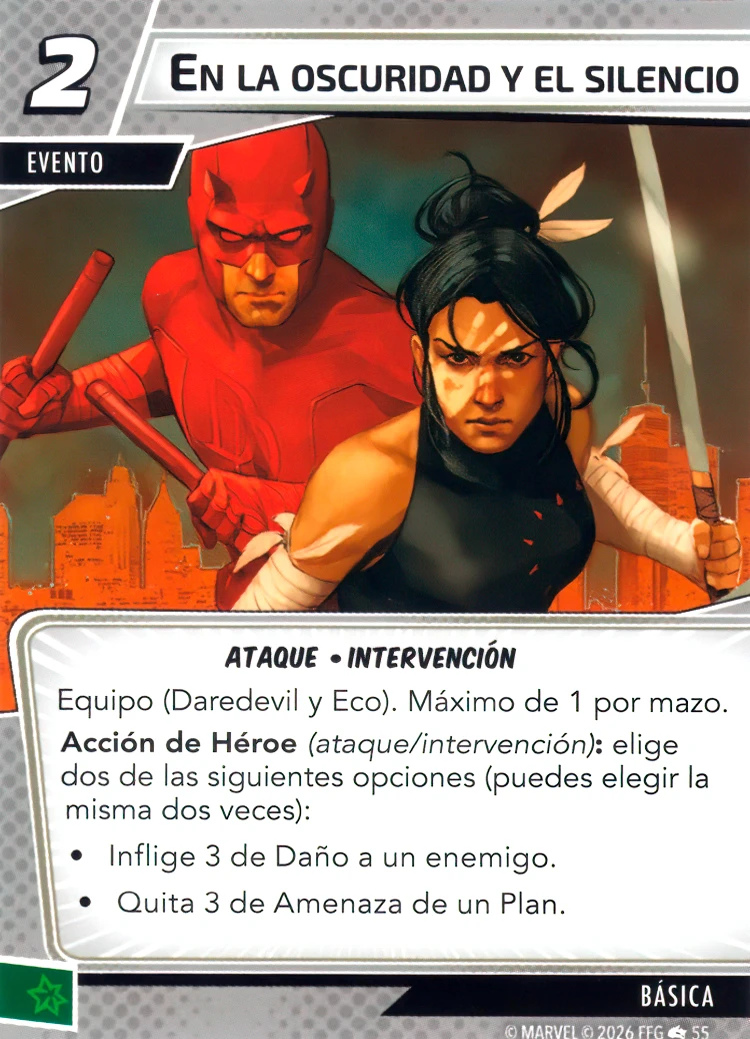 2
EN LA OSCURIDAD Y EL SILENCIO
EVENTO
ATAQUE • INTERVENCIÓN
Equipo (Daredevil y Eco). Máximo de 1 por mazo.
Acción de Héroe (ataque/intervención): elige
dos de las siguientes opciones (puedes elegir la
misma dos veces):
• Inflige 3 de Daño a un enemigo.
• Quita 3 de Amenaza de un Plan.
BÁSICA
© MARVEL © 2026 FFG 55